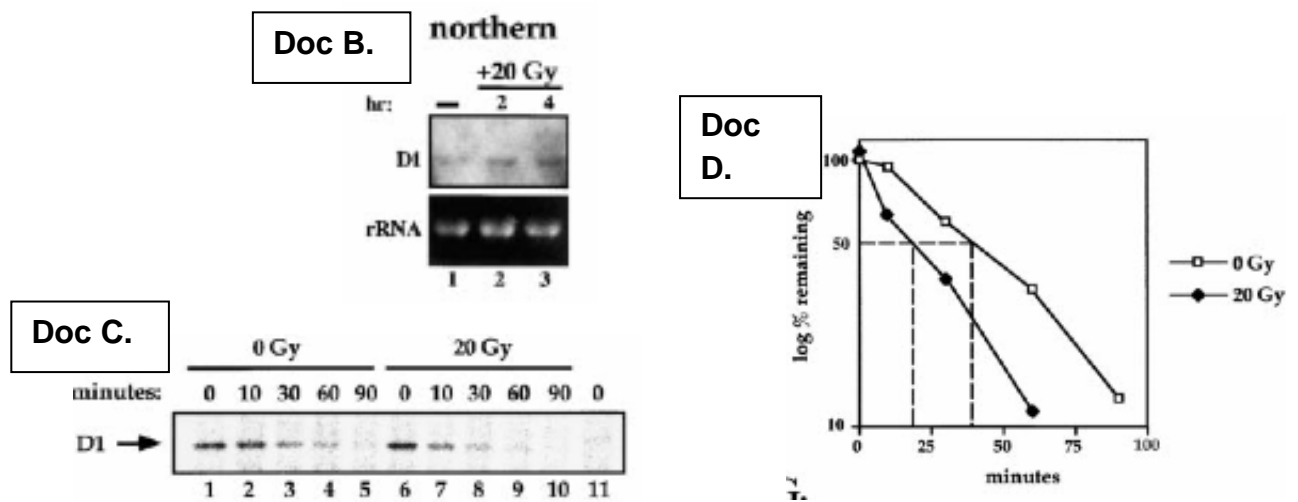 Doc B.
northern
+20 Gy
hr: – 2 4
D1
rRNA
1 2 3
Doc C.
0 Gy 20 Gy
minutes: 0 10 30 60 90 0 10 30 60 90 0
D1
1 2 3 4 5 6 7 8 9 10 11
Doc
D.
log % remaining
100
50
10
0 25 50 75 100
minutes
0 Gy
20 Gy